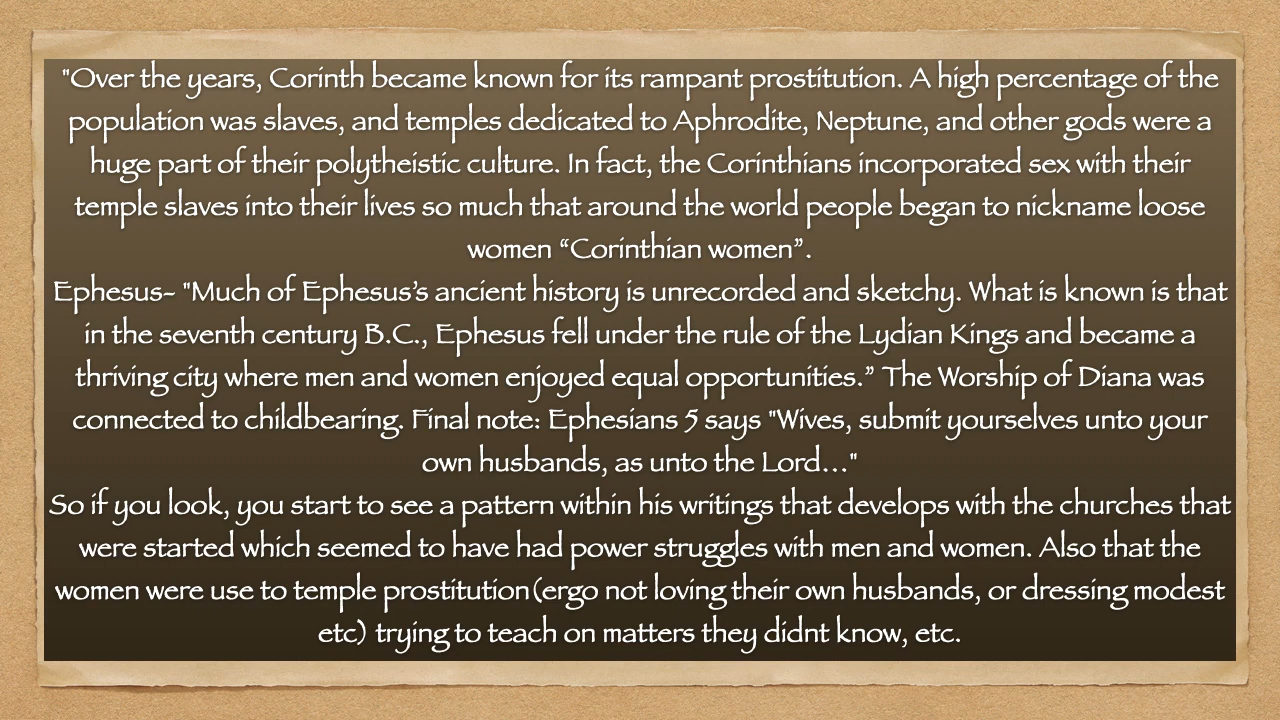 "Over the years, Corinth became known for its rampant prostitution. A high percentage of the
population was slaves, and temples dedicated to Aphrodite, Neptune, and other gods were a
huge part of their polytheistic culture. In fact, the Corinthians incorporated sex with their
temple slaves into their lives so much that around the world people began to nickname loose
women “Corinthian women”.
Ephesus- "Much of Ephesus’s ancient history is unrecorded and sketchy. What is known is that
in the seventh century B.C., Ephesus fell under the rule of the Lydian Kings and became a
thriving city where men and women enjoyed equal opportunities.” The Worship of Diana was
connected to childbearing. Final note: Ephesians 5 says "Wives, submit yourselves unto your
own husbands, as unto the Lord…"
So if you look, you start to see a pattern within his writings that develops with the churches that
were started which seemed to have had power struggles with men and women. Also that the
women were use to temple prostitution(ergo not loving their own husbands, or dressing modest
etc) trying to teach on matters they didnt know, etc.